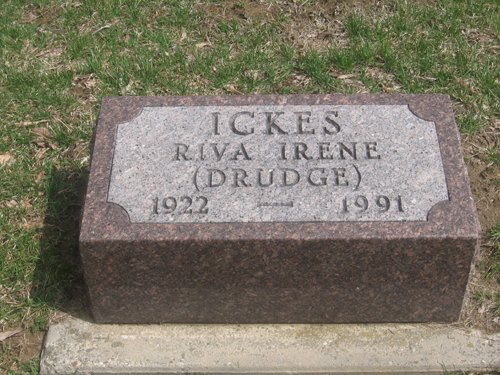 ICKES
RIVA IRENE
(DRUDGE)
1922 — 1991